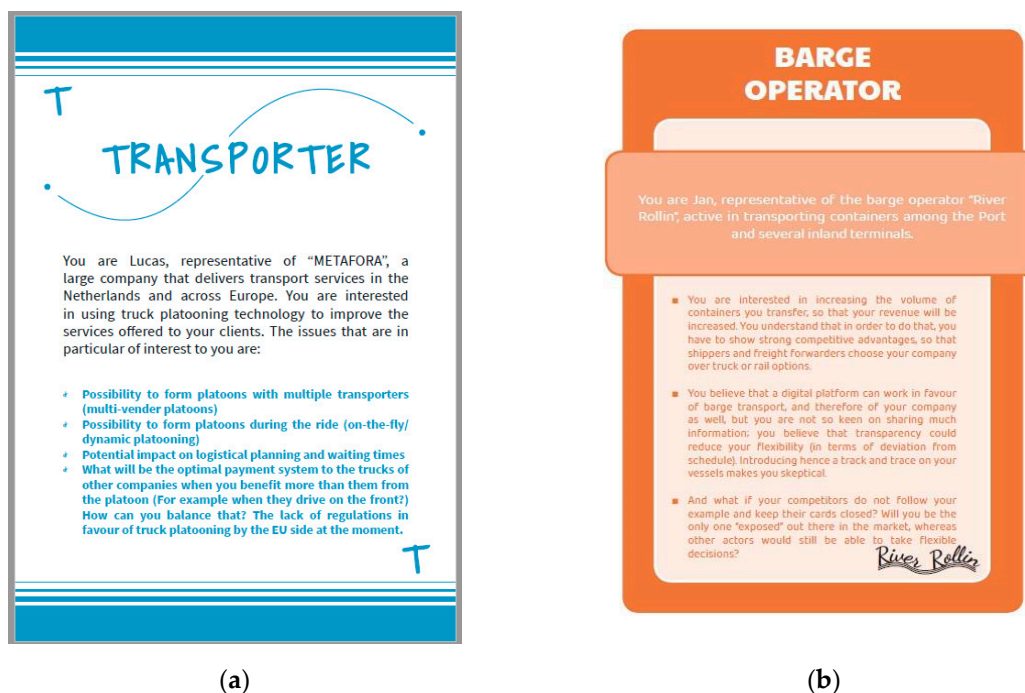 T
TRANSPORTER
You are Lucas, representative of “METAFORA”, a
large company that delivers transport services in the
Netherlands and across Europe. You are interested
in using truck platooning technology to improve the
services offered to your clients. The issues that are in
particular of interest to you are:
Possibility to form platoons with multiple transporters
(multi-vender platoons)
Possibility to form platoons during the ride (on-the-fly/
dynamic platooning)
Potential impact on logistical planning and waiting times
What will be the optimal payment system to the trucks of
other companies when you benefit more than them from
the platoon (For example when they drive on the front?)
How can you balance that? The lack of regulations in
favour of truck platooning by the EU side at the moment.
T
(a)
BARGE
OPERATOR
You are Jan, representative of the barge operator “River
Rollin”, active in transporting containers among the Port
and several inland terminals.
■ You are interested in increasing the volume of
containers you transfer, so that your revenue will be
increased. You understand that in order to do that, you
have to show strong competitive advantages, so that
shippers and freight forwarders choose your company
over truck or rail options.
■ You believe that a digital platform can work in favour
of barge transport, and therefore of your company
as well, but you are not so keen on sharing much
information; you believe that transparency could
reduce your flexibility (in terms of deviation from
schedule). Introducing hence a track and trace on your
vessels makes you skeptical.
■ And what if your competitors do not follow your
example and keep their cards closed? Will you be the
only one “exposed” out there in the market, whereas
other actors would still be able to take flexible
decisions?
River Rollin
(b)